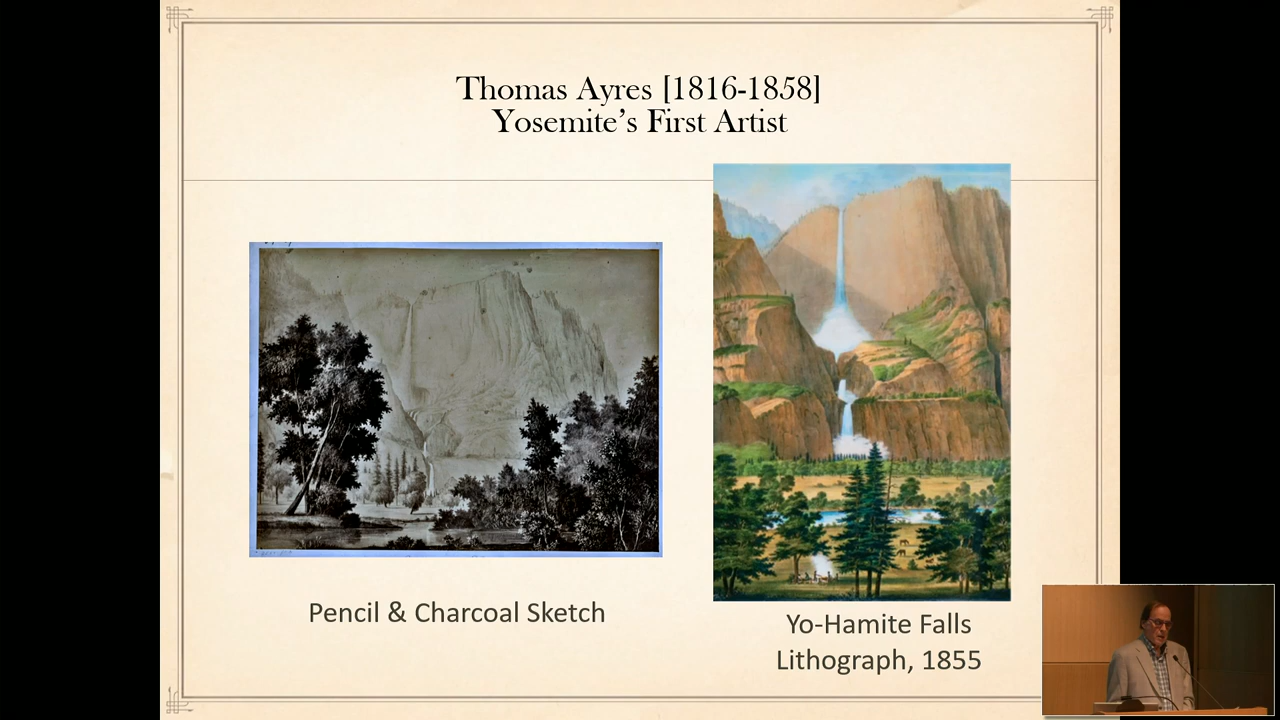 Thomas Ayres [1816-1858]
Yosemite’s First Artist
Pencil & Charcoal Sketch
Yo-Hamite Falls
Lithograph, 1855